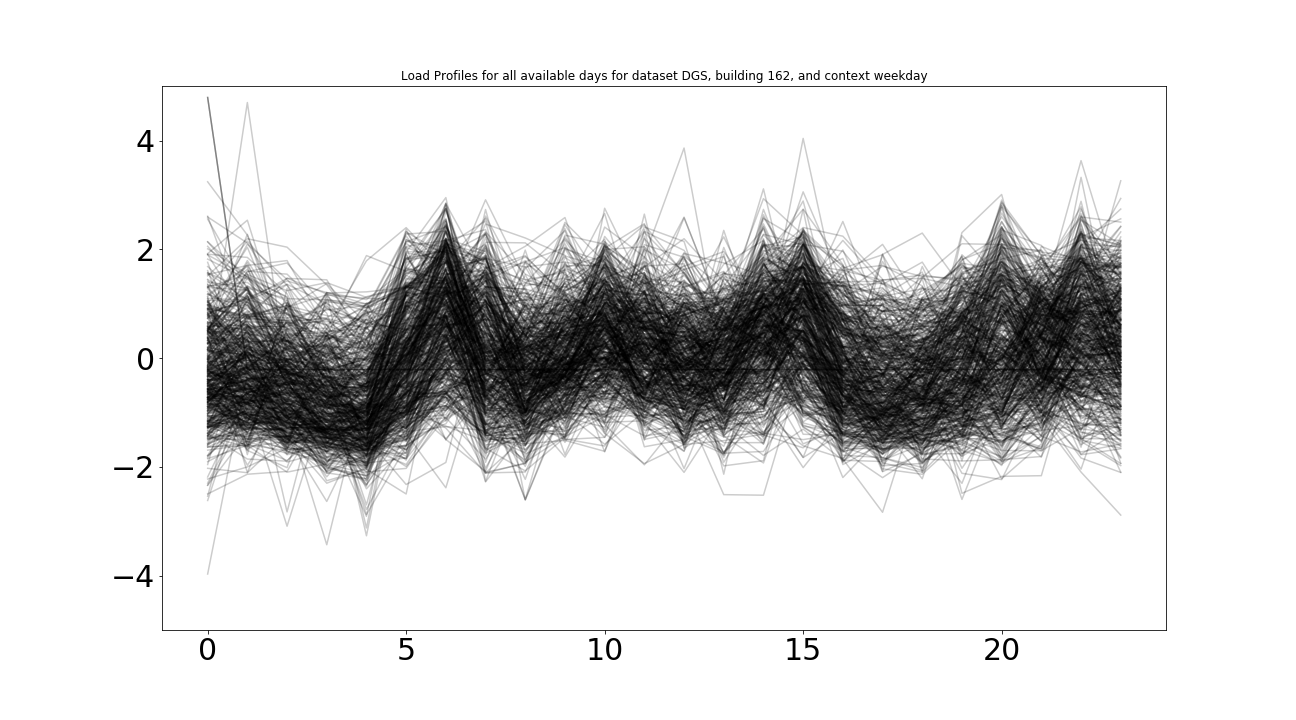 Load Profiles for all available days for dataset DGS, building 162, and context weekday
4
2
0
−2
−4
0 5 10 15 20